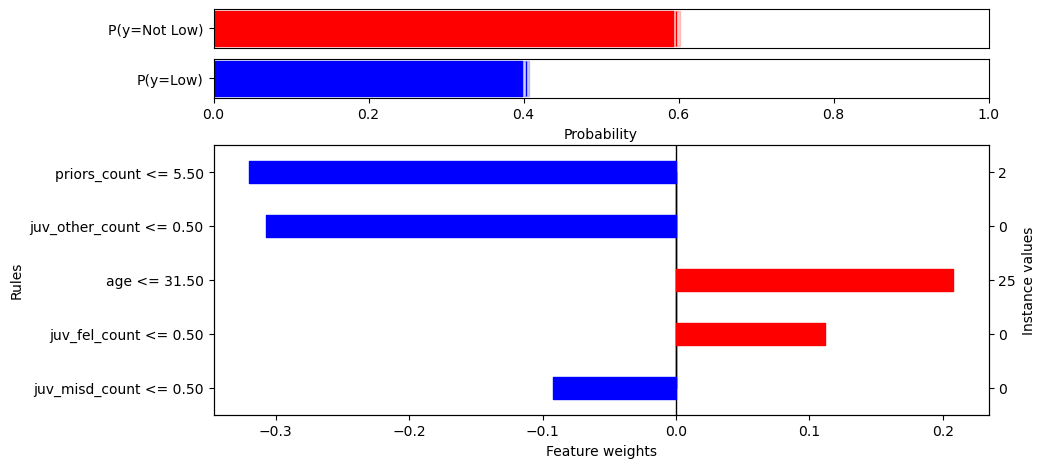 P(y=Not Low)
P(y=Low)
0.0 0.2 0.4 0.6 0.8 1.0
Probability
priors_count <= 5.50 2
juv_other_count <= 0.50 0
age <= 31.50 25
juv_fel_count <= 0.50 0
juv_misd_count <= 0.50 0
Rules
Instance values
−0.3 −0.2 −0.1 0.0 0.1 0.2
Feature weights